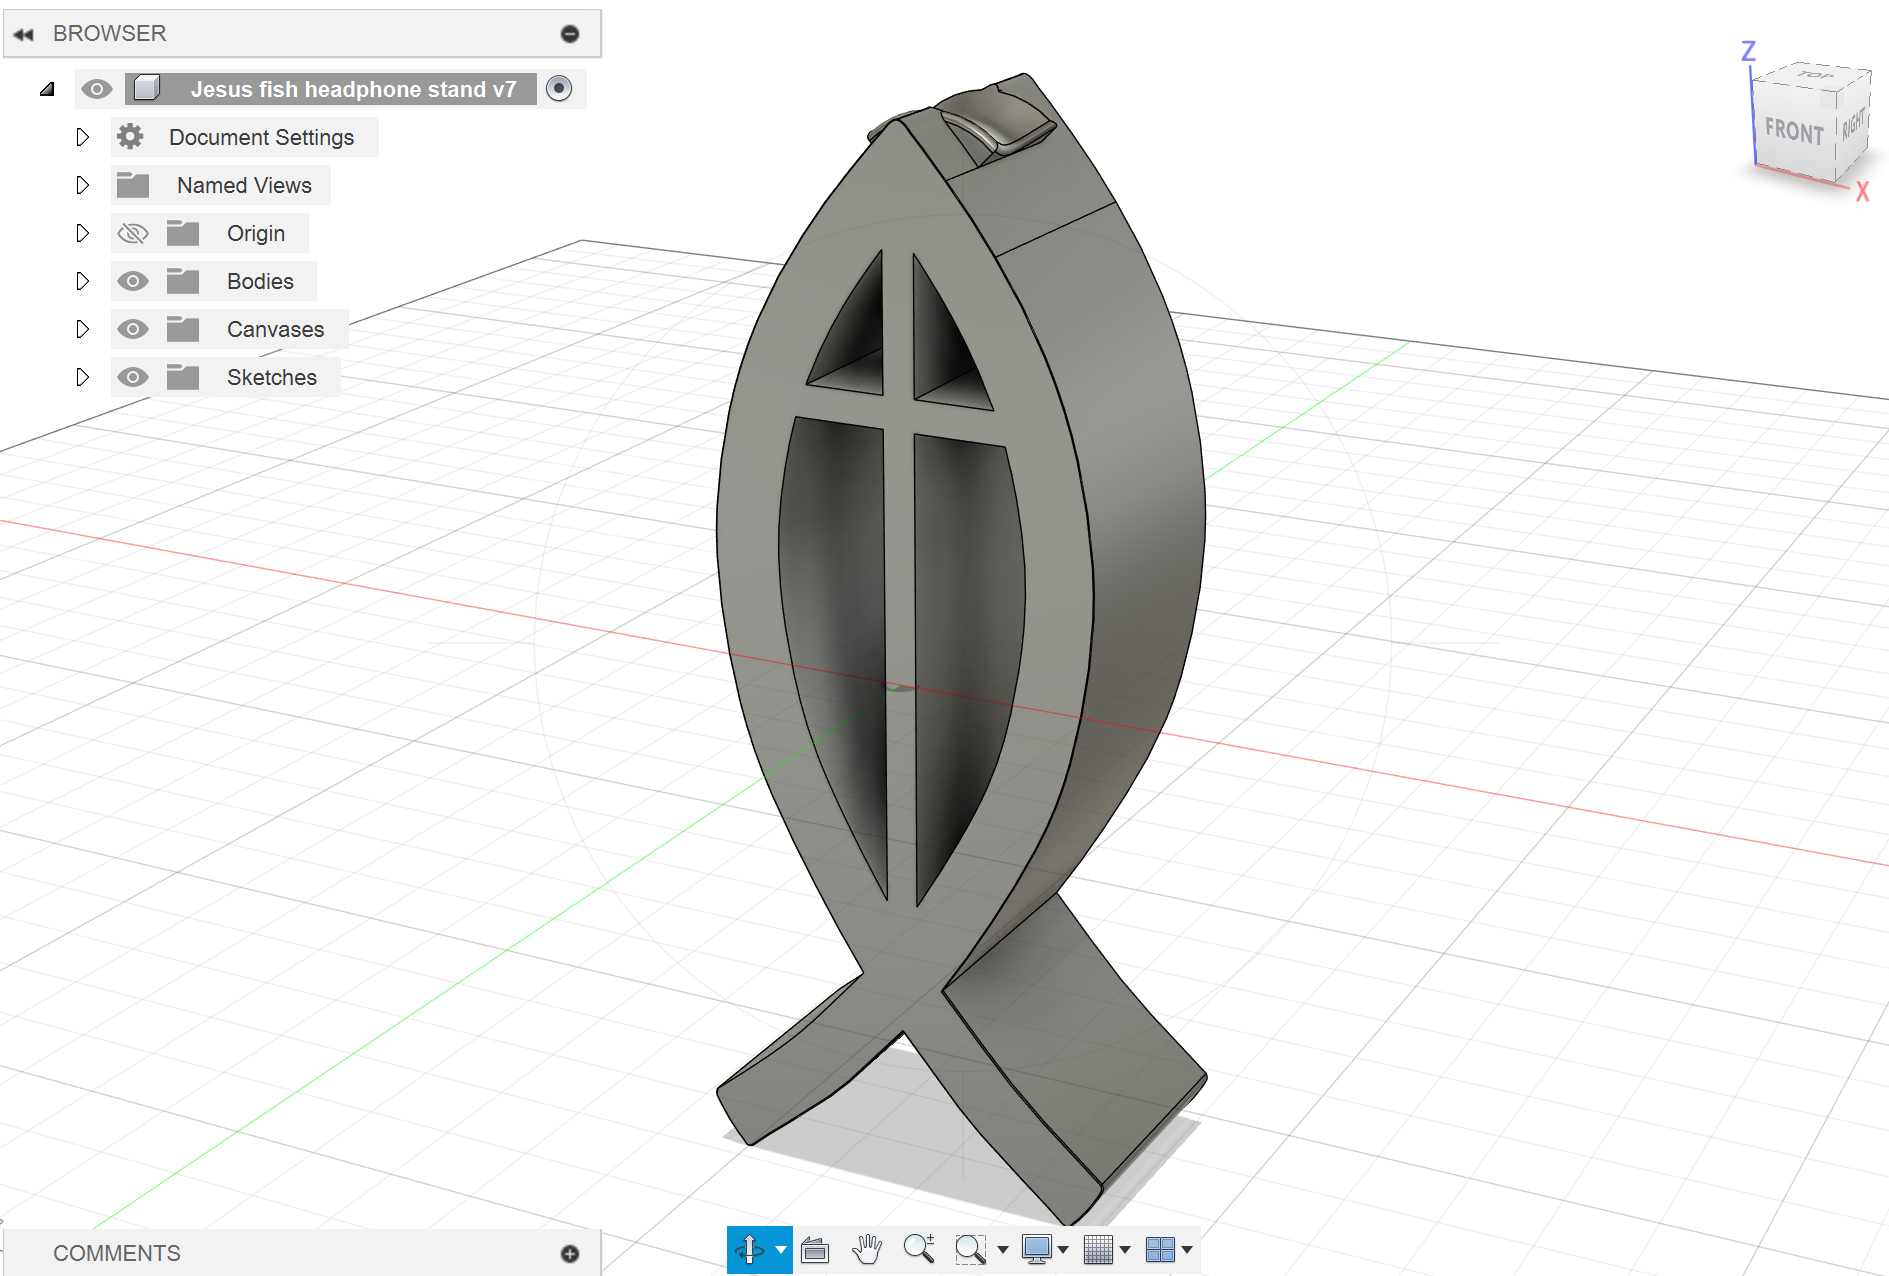 BROWSER
Jesus fish headphone stand v7
Document Settings
Named Views
Origin
Bodies
Canvases
Sketches
Z
TOP
FRONT
RIGHT
X
COMMENTS